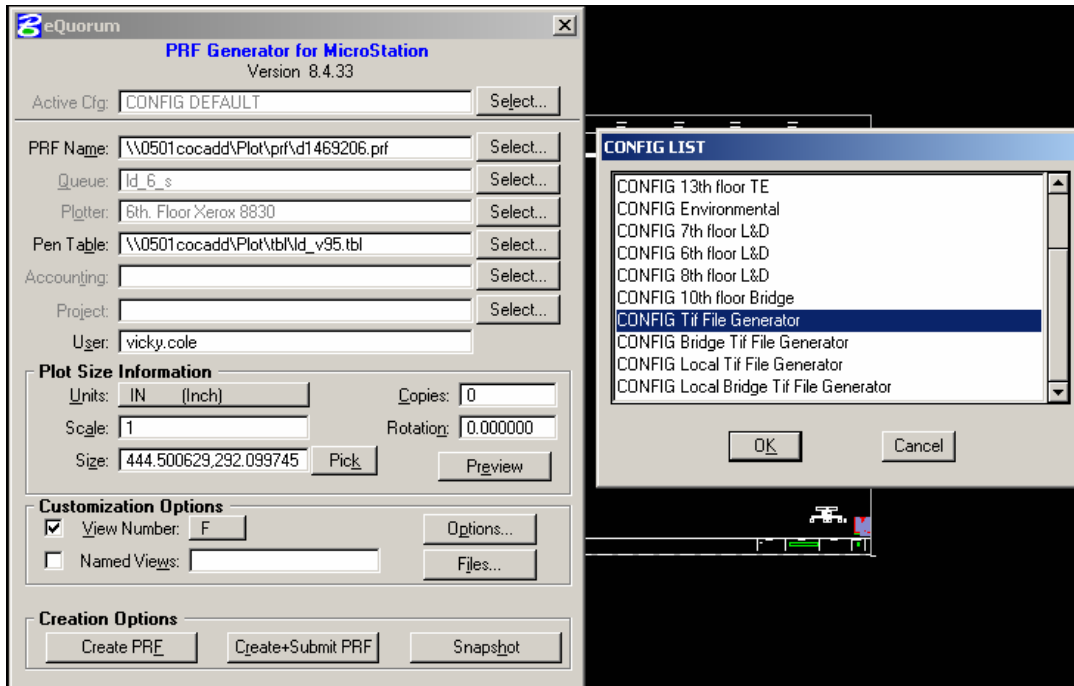 eQuorum
PRF Generator for MicroStation
Version 8.4.33
Active Cfg: CONFIG DEFAULT Select...
PRF Name: \\0501cocadd\Plot\prf\d1469206.prf Select...
Queue: ld_6_s Select...
Plotter: 6th. Floor Xerox 8830 Select...
Pen Table: \\0501cocadd\Plot\tbl\ld_v95.tbl Select...
Accounting: Select...
Project: Select...
User: vicky.cole
Plot Size Information
Units: IN (Inch) Copies: 0
Scale: 1 Rotation: 0.000000
Size: 444.500629,292.099745 Pick Preview
Customization Options
View Number: F Options...
Named Views: Files...
Creation Options
Create PRF Create+Submit PRF Snapshot
CONFIG LIST
CONFIG 13th floor TE
CONFIG Environmental
CONFIG 7th floor L&D
CONFIG 6th floor L&D
CONFIG 8th floor L&D
CONFIG 10th floor Bridge
CONFIG Tif File Generator
CONFIG Bridge Tif File Generator
CONFIG Local Tif File Generator
CONFIG Local Bridge Tif File Generator
OK Cancel